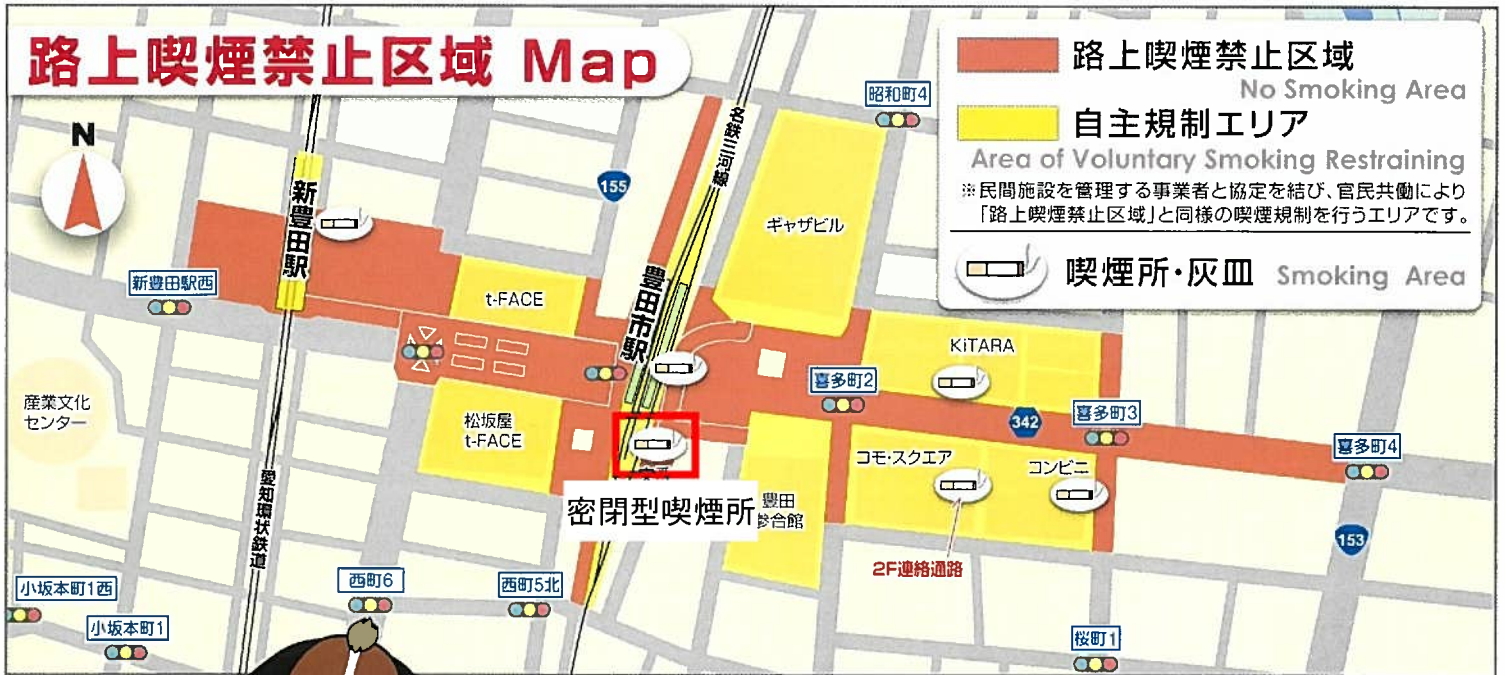 路上喫煙禁止区域 Map
路上喫煙禁止区域
No Smoking Area
自主規制エリア
Area of Voluntary Smoking Restraining
※民間施設を管理する事業者と協定を結び、官民共働により
「路上喫煙禁止区域」と同様の喫煙規制を行うエリアです。
喫煙所・灰皿 Smoking Area
N
昭和町4
名鉄三河線
155
新豊田駅
ギャザビル
新豊田駅西
t-FACE
豊田市駅
KiTARA
喜多町2
産業文化
センター
松坂屋
t-FACE
342
喜多町3
喜多町4
コモ・スクエア
コンビニ
密閉型喫煙所
豊田
参合館
愛知環状鉄道
153
2F連絡通路
小坂本町1西
西町6
西町5北
小坂本町1
桜町1